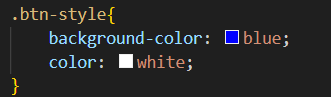 .btn-style{
    background-color: blue;
    color: white;
}